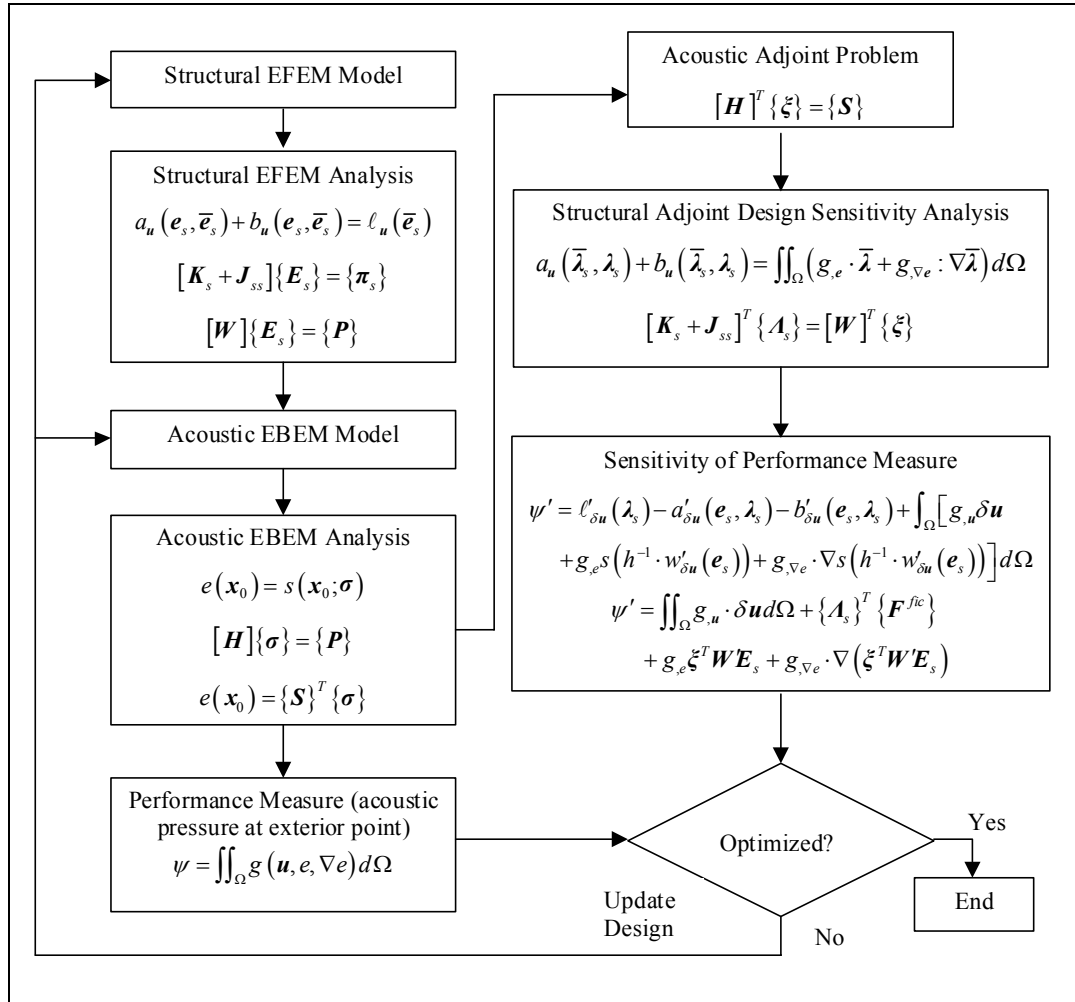 Structural EFEM Model
Structural EFEM Analysis
a_u(e_s, ē_s) + b_u(e_s, ē_s) = ℓ_u(ē_s)
[K_s + J_ss]{E_s} = {π_s}
[W]{E_s} = {P}
Acoustic EBEM Model
Acoustic EBEM Analysis
e(x_0) = s(x_0; σ)
[H]{σ} = {P}
e(x_0) = {S}^T {σ}
Performance Measure (acoustic
pressure at exterior point)
ψ = ∬_Ω g(u, e, ∇e) dΩ
Acoustic Adjoint Problem
[H]^T {ξ} = {S}
Structural Adjoint Design Sensitivity Analysis
a_u(λ̄_s, λ_s) + b_u(λ̄_s, λ_s) = ∬_Ω (g_,e · λ̄ + g_,∇e : ∇λ̄) dΩ
[K_s + J_ss]^T {Λ_s} = [W]^T {ξ}
Sensitivity of Performance Measure
ψ′ = ℓ′_δu(λ_s) − a′_δu(e_s, λ_s) − b′_δu(e_s, λ_s) + ∫_Ω [g_,u δu
+ g_,e s(h^−1 · w′_δu(e_s)) + g_,∇e · ∇s(h^−1 · w′_δu(e_s))] dΩ
ψ′ = ∬_Ω g_,u · δu dΩ + {Λ_s}^T {F^fic}
+ g_,e ξ^T W′E_s + g_,∇e · ∇(ξ^T W′E_s)
Optimized?
Yes
End
No
Update
Design